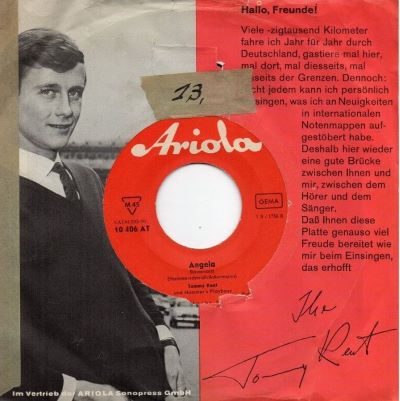 Hallo, Freunde!
Viele -zigtausend Kilometer
fahre ich Jahr für Jahr durch
Deutschland, gastiere mal hier,
mal dort, mal diesseits, mal
seits der Grenzen. Dennoch:
cht jedem kann ich persönlich
singen, was ich an Neuigkeiten
in internationalen
Notenmappen auf-
gestöbert habe.
Deshalb hier wieder
eine gute Brücke
zwischen Ihnen und
mir, zwischen dem
Hörer und dem
Sänger.
Daß Ihnen diese
Platte genauso viel
Freude bereitet wie
mir beim Einsingen,
das erhofft
Ihr
Tommy Kent
13,
Ariola
M 45
GEMA
10 406 AT
Angela
Tommy Kent
Im Vertrieb der ARIOLA Sonopress GmbH